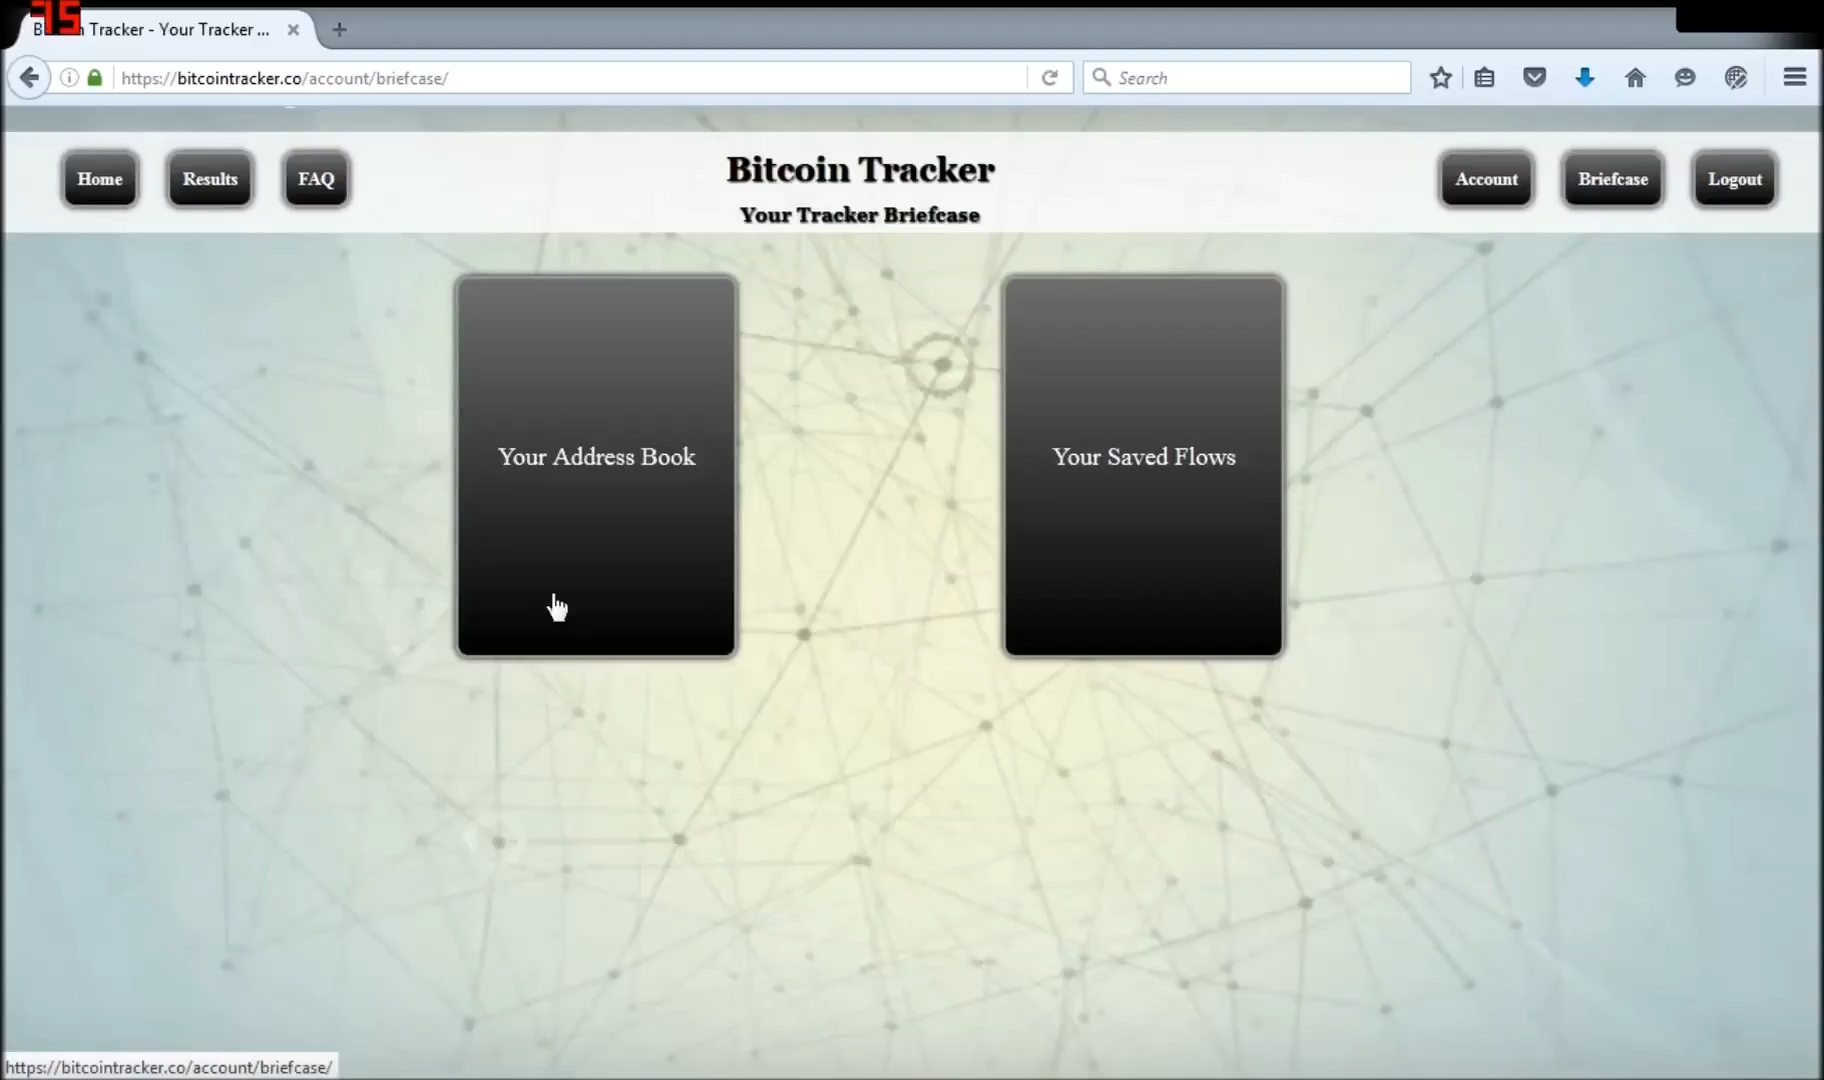 15
B n Tracker - Your Tracker ...
https://bitcointracker.co/account/briefcase/
Search
Home
Results
FAQ
Bitcoin Tracker
Your Tracker Briefcase
Account
Briefcase
Logout
Your Address Book
Your Saved Flows
https://bitcointracker.co/account/briefcase/